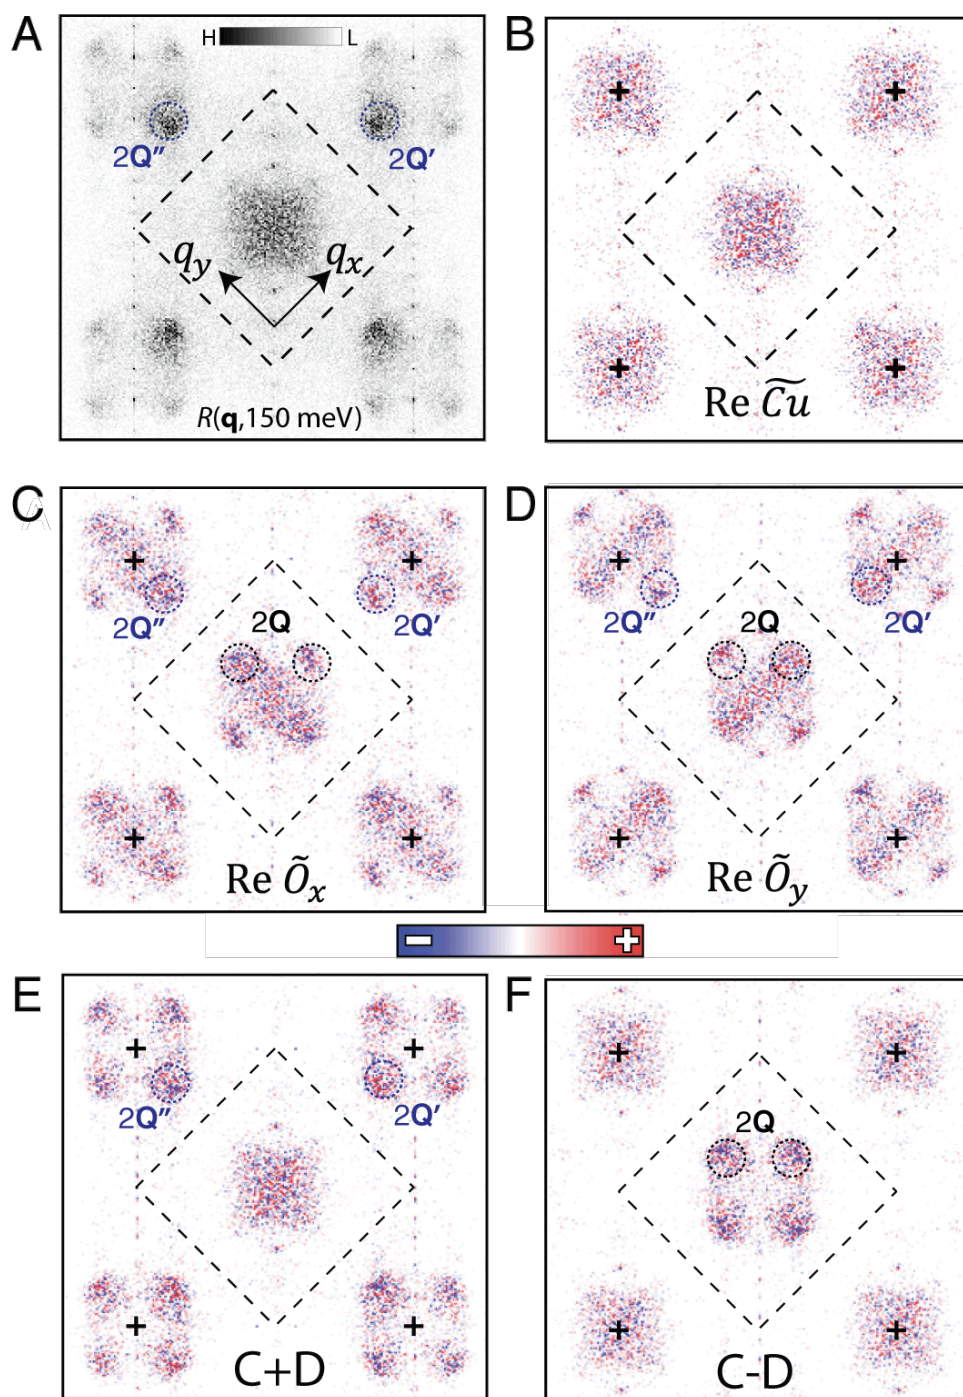 A
H L
2Q″ 2Q′
q_y q_x
R(q,150 meV)
B
+ +
+ +
Re C̃u
C
+ +
2Q″ 2Q 2Q′
+ +
Re Õ_x
D
+ +
2Q″ 2Q 2Q′
+ +
Re Õ_y
− +
E
+ +
2Q″ 2Q′
+ +
C+D
F
+ +
2Q
+ +
C-D